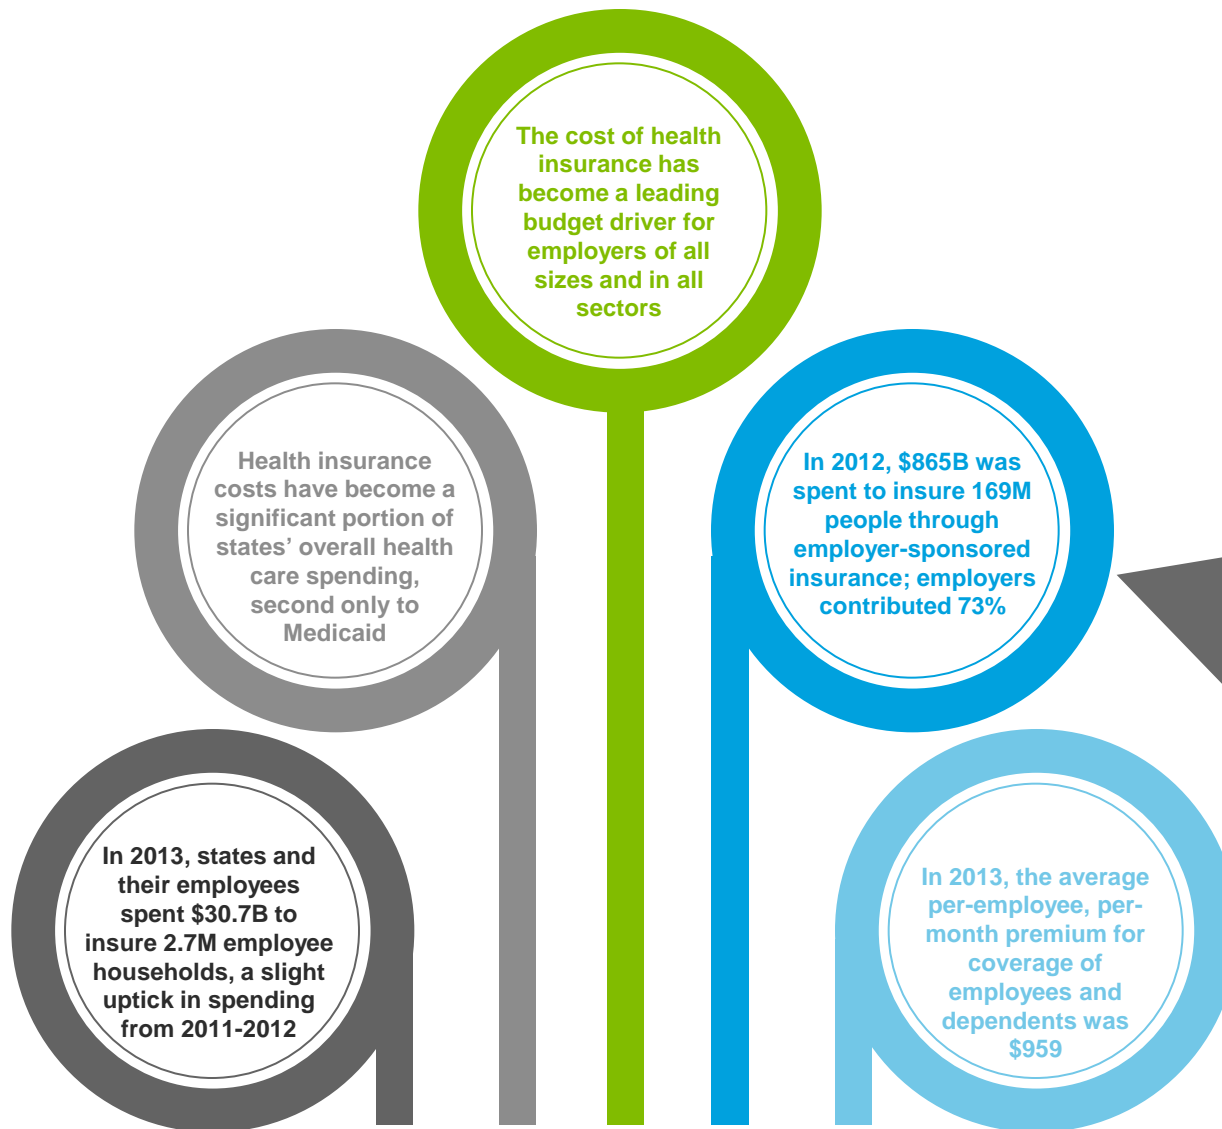 The cost of health
insurance has
become a leading
budget driver for
employers of all
sizes and in all
sectors
Health insurance
costs have become a
significant portion of
states’ overall health
care spending,
second only to
Medicaid
In 2012, $865B was
spent to insure 169M
people through
employer-sponsored
insurance; employers
contributed 73%
In 2013, states and
their employees
spent $30.7B to
insure 2.7M employee
households, a slight
uptick in spending
from 2011-2012
In 2013, the average
per-employee, per-
month premium for
coverage of
employees and
dependents was
$959